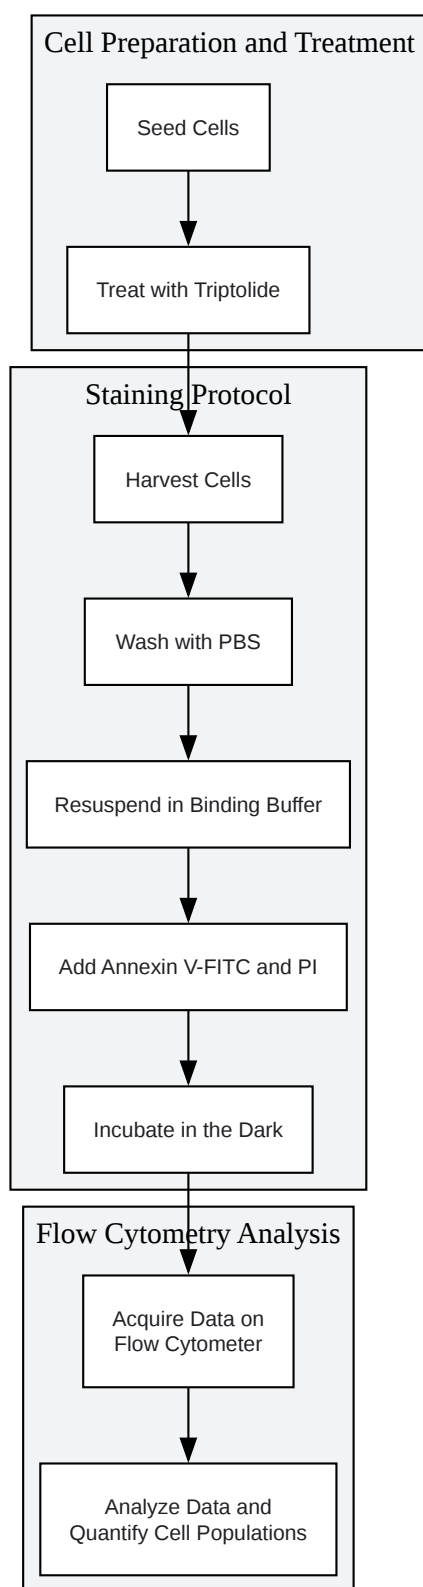 Cell Preparation and Treatment
Seed Cells
Treat with Triptolide
Staining Protocol
Harvest Cells
Wash with PBS
Resuspend in Binding Buffer
Add Annexin V-FITC and PI
Incubate in the Dark
Flow Cytometry Analysis
Acquire Data on
Flow Cytometer
Analyze Data and
Quantify Cell Populations